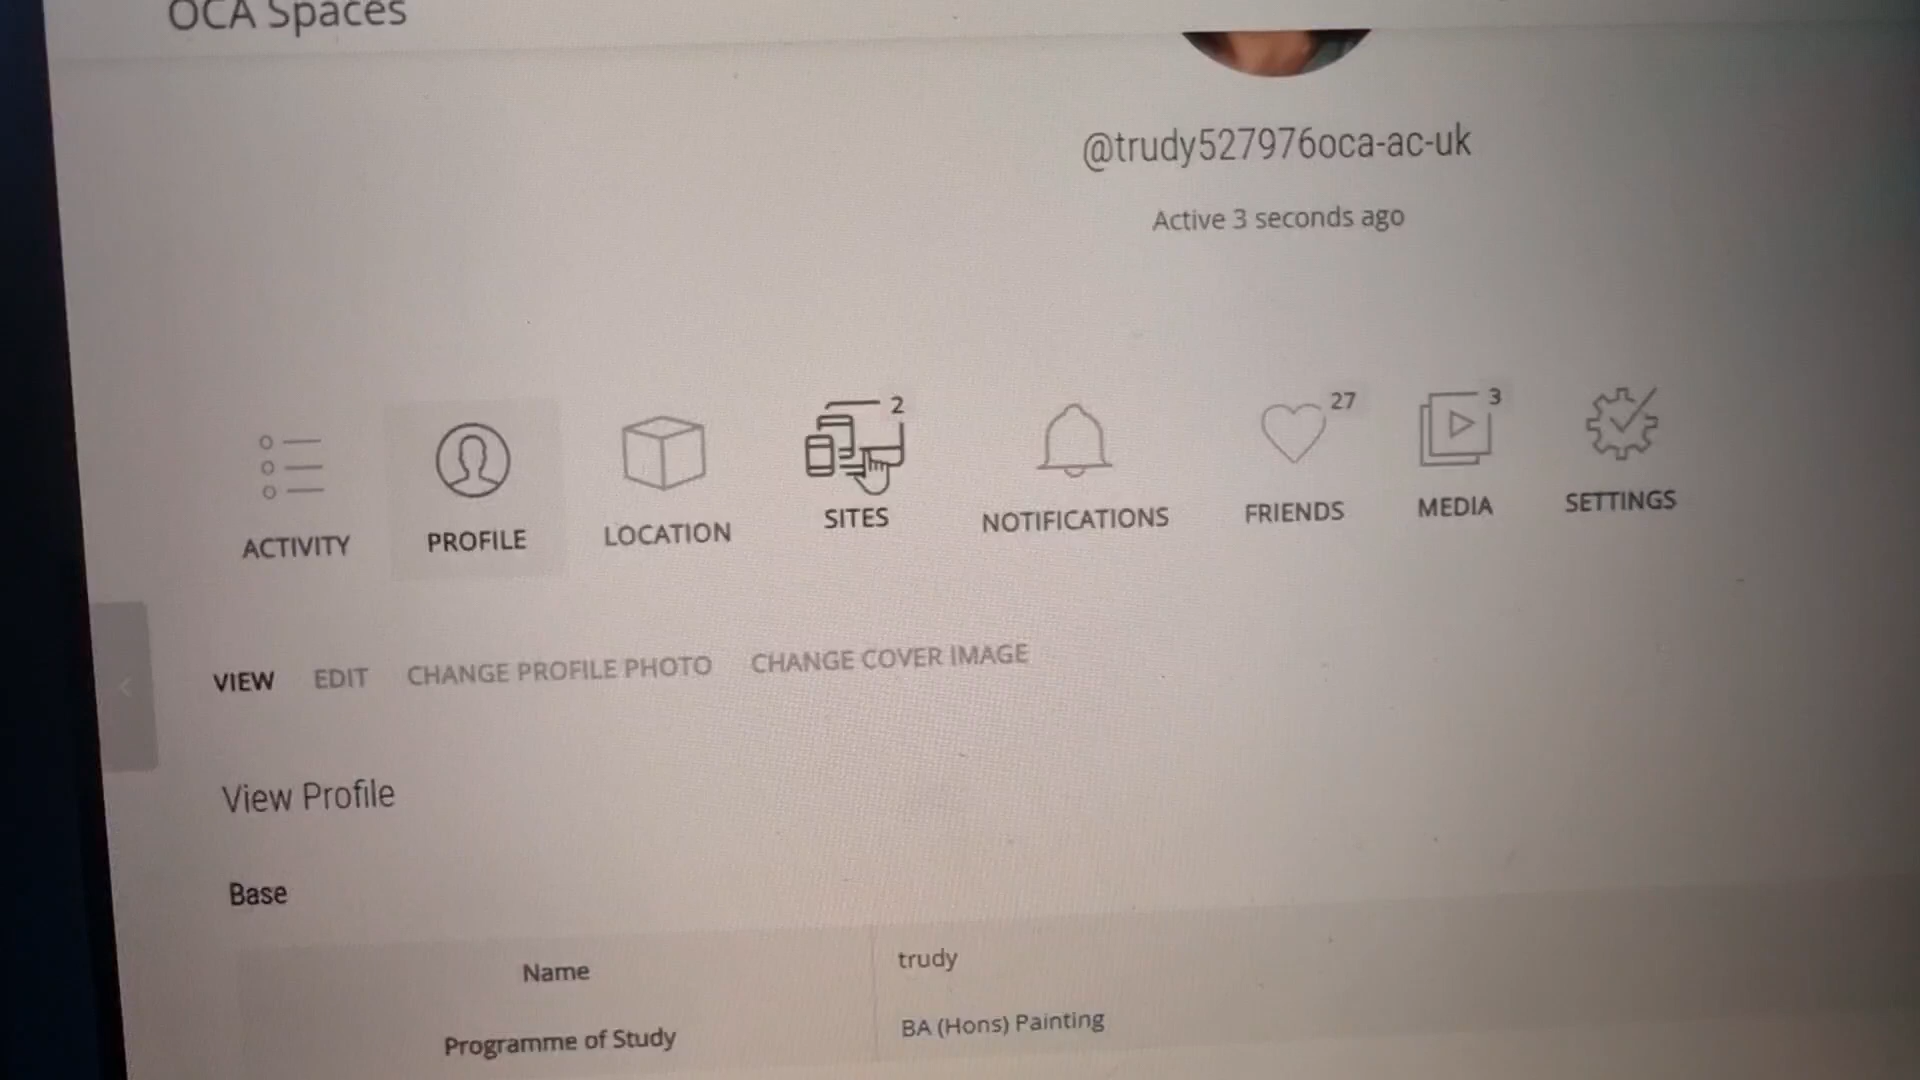 OCA Spaces
@trudy527976oca-ac-uk
Active 3 seconds ago
2
27
3
ACTIVITY PROFILE LOCATION SITES NOTIFICATIONS FRIENDS MEDIA SETTINGS
VIEW EDIT CHANGE PROFILE PHOTO CHANGE COVER IMAGE
View Profile
Base
Name trudy
Programme of Study BA (Hons) Painting